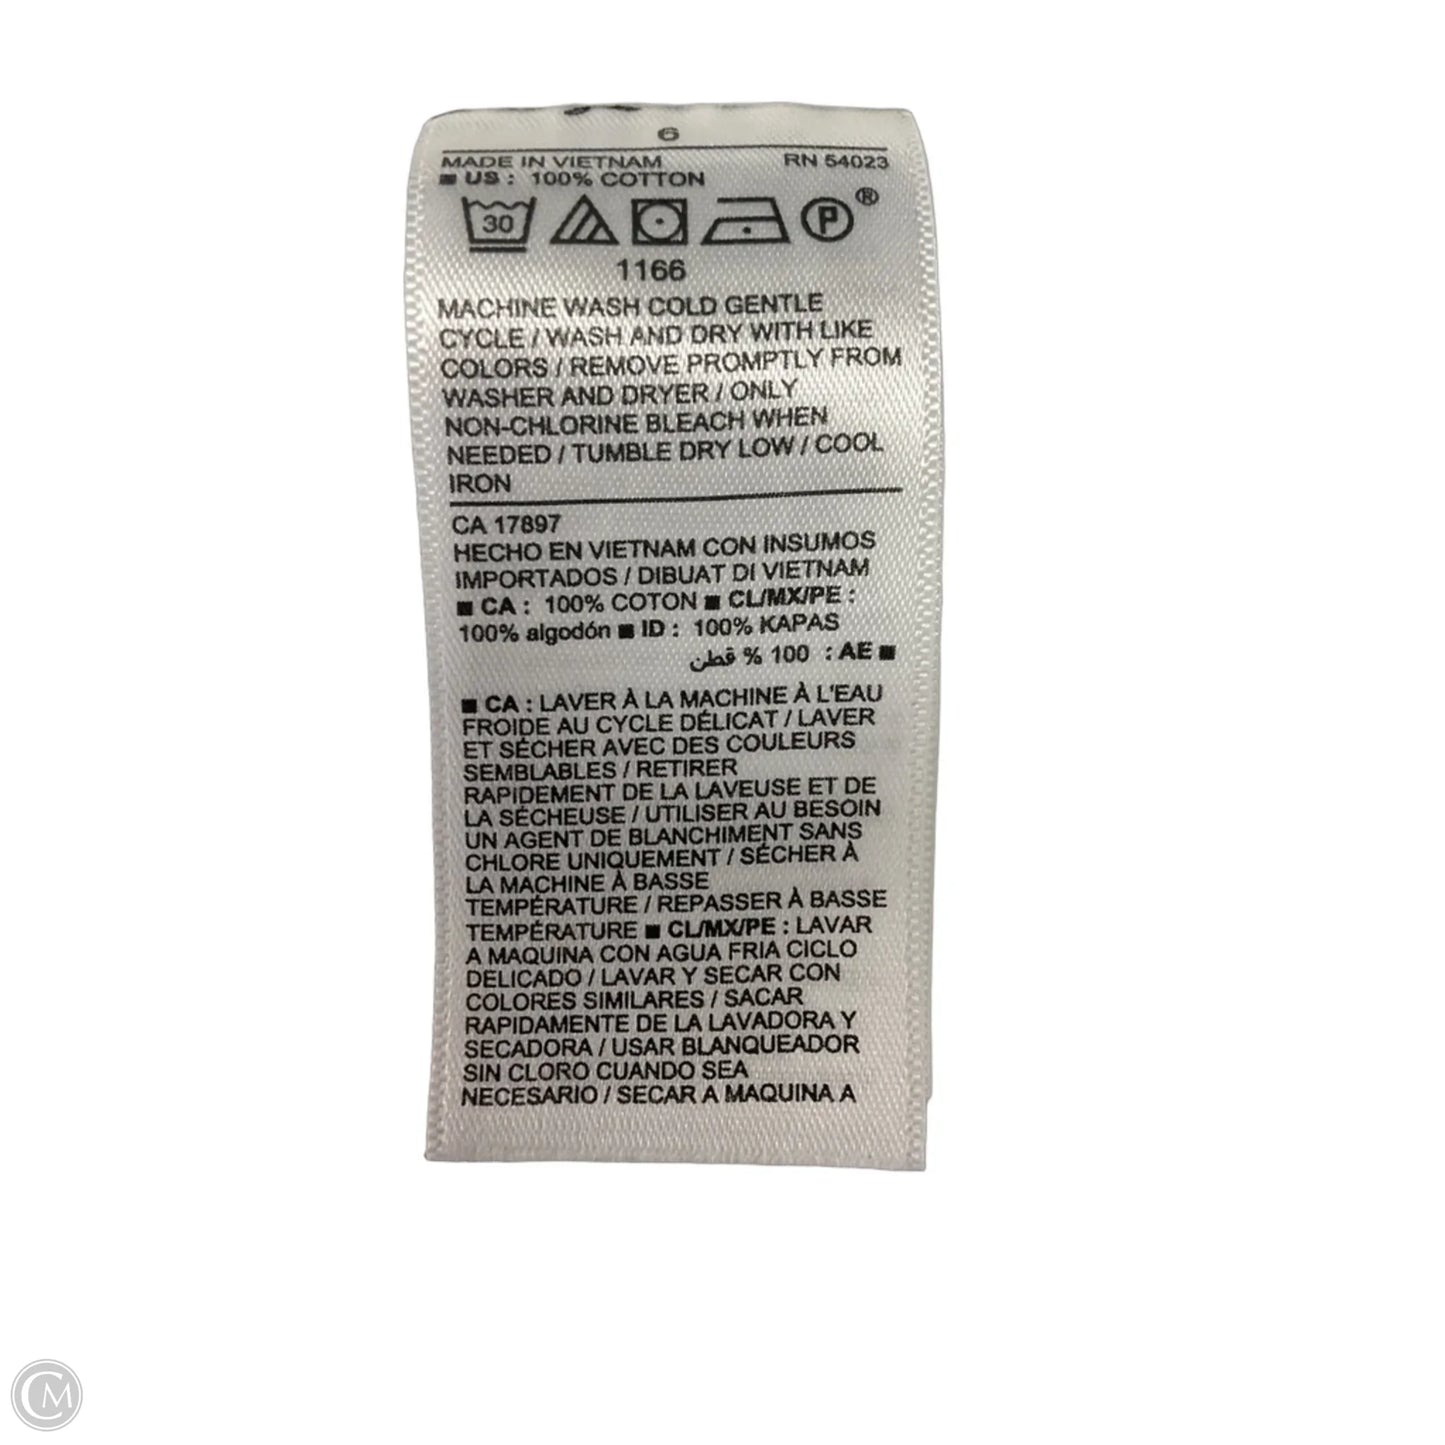 6
MADE IN VIETNAM RN 54023
■ US : 100% COTTON
30 P ®
1166
MACHINE WASH COLD GENTLE
CYCLE / WASH AND DRY WITH LIKE
COLORS / REMOVE PROMPTLY FROM
WASHER AND DRYER / ONLY
NON-CHLORINE BLEACH WHEN
NEEDED / TUMBLE DRY LOW / COOL
IRON
CA 17897
HECHO EN VIETNAM CON INSUMOS
IMPORTADOS / DIBUAT DI VIETNAM
■ CA : 100% COTON ■ CL/MX/PE :
100% algodón ■ ID : 100% KAPAS
■ AE : 100 % قطن
■ CA : LAVER À LA MACHINE À L'EAU
FROIDE AU CYCLE DÉLICAT / LAVER
ET SÉCHER AVEC DES COULEURS
SEMBLABLES / RETIRER
RAPIDEMENT DE LA LAVEUSE ET DE
LA SÉCHEUSE / UTILISER AU BESOIN
UN AGENT DE BLANCHIMENT SANS
CHLORE UNIQUEMENT / SÉCHER À
LA MACHINE À BASSE
TEMPÉRATURE / REPASSER À BASSE
TEMPÉRATURE ■ CL/MX/PE : LAVAR
A MAQUINA CON AGUA FRIA CICLO
DELICADO / LAVAR Y SECAR CON
COLORES SIMILARES / SACAR
RAPIDAMENTE DE LA LAVADORA Y
SECADORA / USAR BLANQUEADOR
SIN CLORO CUANDO SEA
NECESARIO / SECAR A MAQUINA A
CM